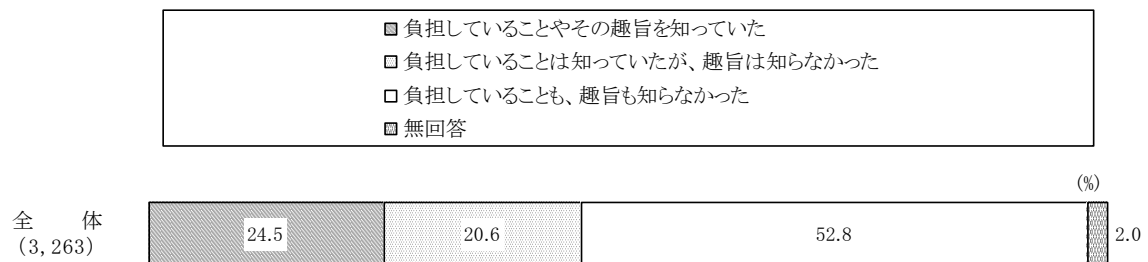 負担していることやその趣旨を知っていた
負担していることは知っていたが、趣旨は知らなかった
負担していることも、趣旨も知らなかった
無回答
(%)
全 体
(3,263)
24.5
20.6
52.8
2.0